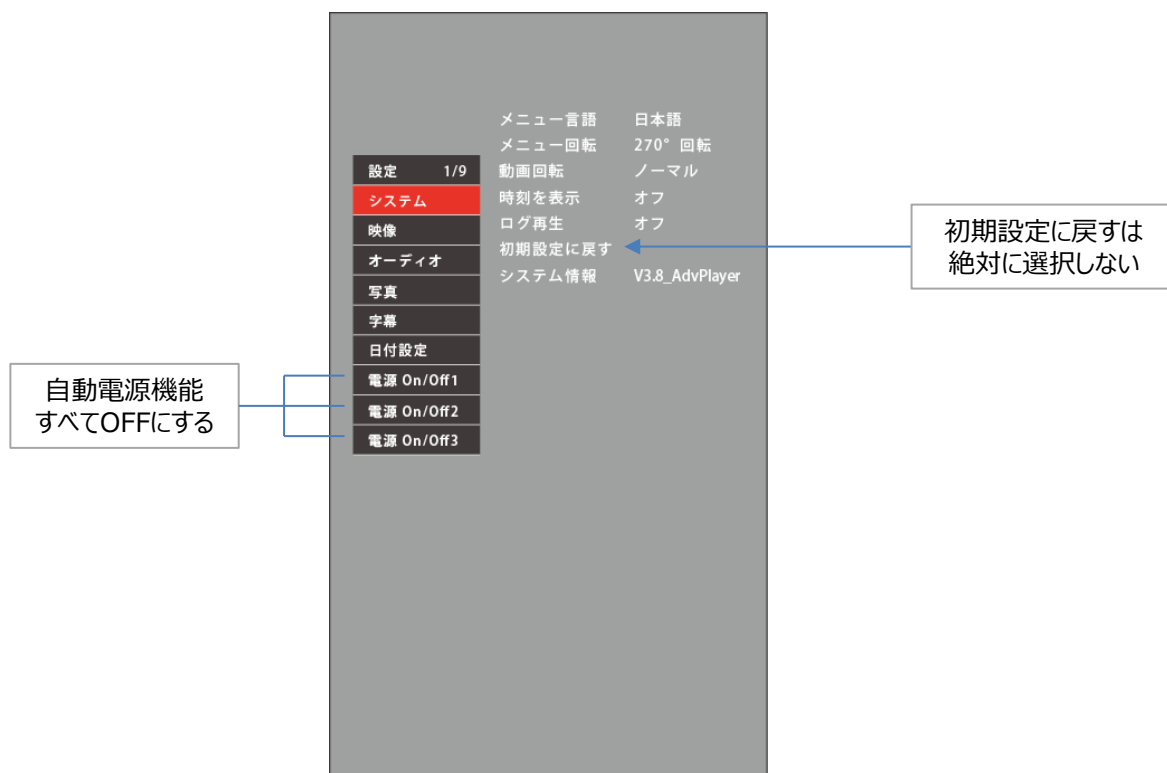 メニュー言語 日本語
メニュー回転 270° 回転
設定 1/9 動画回転 ノーマル
システム 時刻を表示 オフ
映像 ログ再生 オフ
オーディオ 初期設定に戻す
写真 システム情報 V3.8_AdvPlayer
字幕
日付設定
電源 On/Off1
電源 On/Off2
電源 On/Off3
初期設定に戻すは
絶対に選択しない
自動電源機能
すべてOFFにする